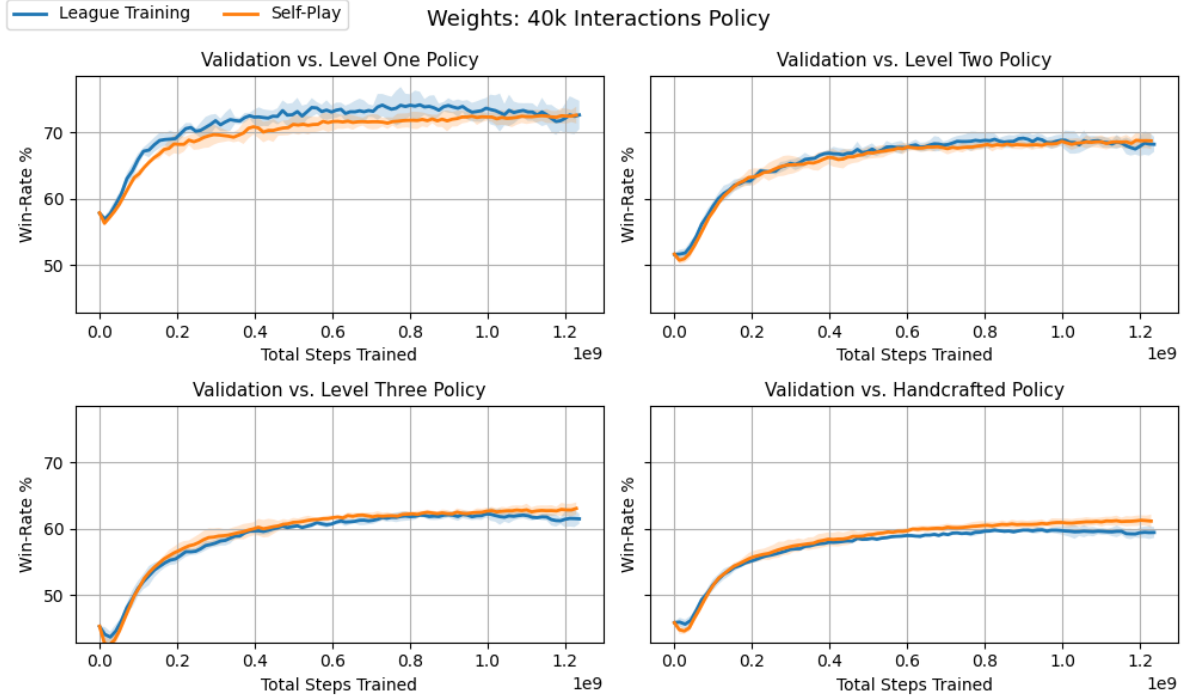 League Training
Self-Play
Weights: 40k Interactions Policy
Validation vs. Level One Policy
Win-Rate %
70
60
50
0.0 0.2 0.4 0.6 0.8 1.0 1.2
Total Steps Trained
1e9
Validation vs. Level Two Policy
Win-Rate %
0.0 0.2 0.4 0.6 0.8 1.0 1.2
Total Steps Trained
1e9
Validation vs. Level Three Policy
Win-Rate %
70
60
50
0.0 0.2 0.4 0.6 0.8 1.0 1.2
Total Steps Trained
1e9
Validation vs. Handcrafted Policy
Win-Rate %
0.0 0.2 0.4 0.6 0.8 1.0 1.2
Total Steps Trained
1e9